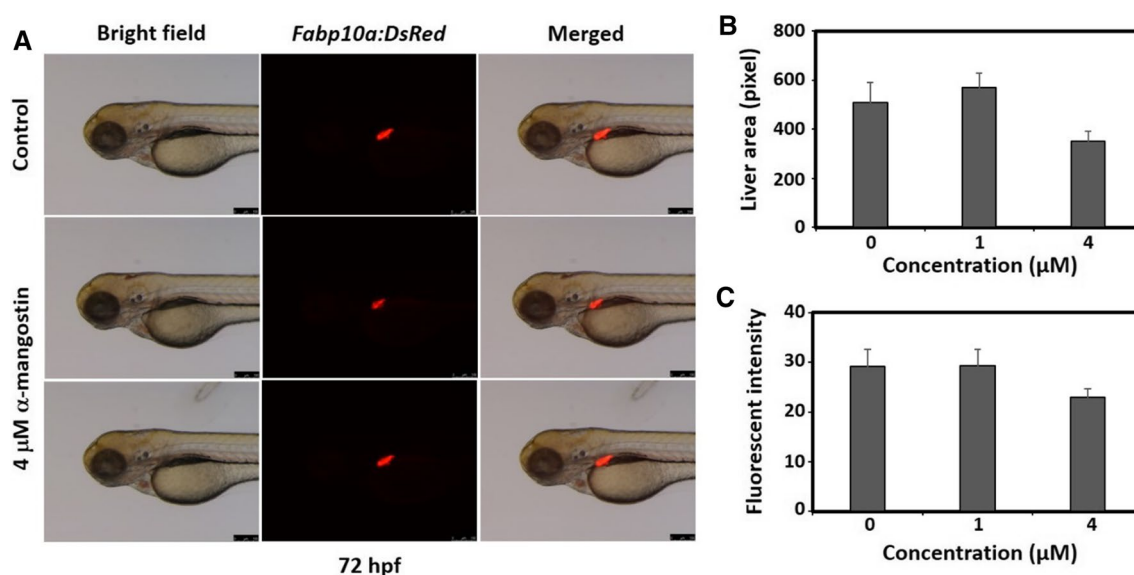 A
Bright field
Fabp10a:DsRed
Merged
Control
4 µM α-mangostin
72 hpf
B
Liver area (pixel)
800
600
400
200
0
0 1 4
Concentration (µM)
C
Fluorescent intensity
40
30
20
10
0
0 1 4
Concentration (µM)